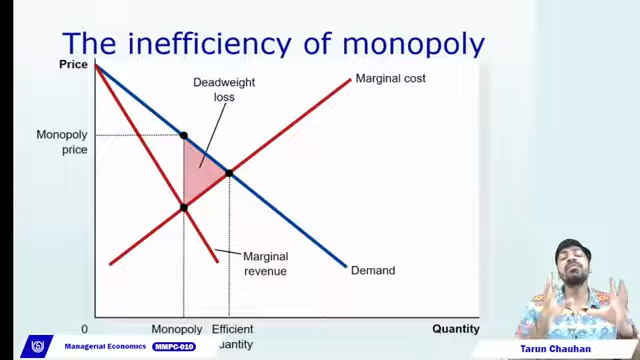 The inefficiency of monopoly
Price
Deadweight
loss
Marginal cost
Monopoly
price
Marginal
revenue
Demand
0
Monopoly
Efficient
Quantity
Managerial Economics MMPC-010
Tarun Chauhan